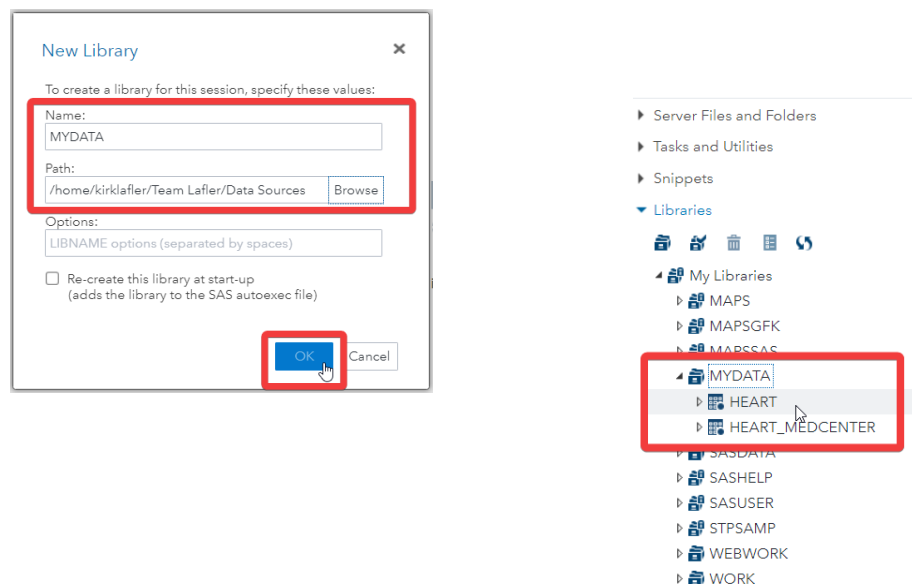 New Library
To create a library for this session, specify these values:
Name:
MYDATA
Path:
/home/kirklafler/Team Lafler/Data Sources
Browse
Options:
LIBNAME options (separated by spaces)
Re-create this library at start-up
(adds the library to the SAS autoexec file)
OK
Cancel
Server Files and Folders
Tasks and Utilities
Snippets
Libraries
My Libraries
MAPS
MAPSGFK
MAPSSAS
MYDATA
HEART
HEART_MEDCENTER
SASDATA
SASHELP
SASUSER
STPSAMP
WEBWORK
WORK